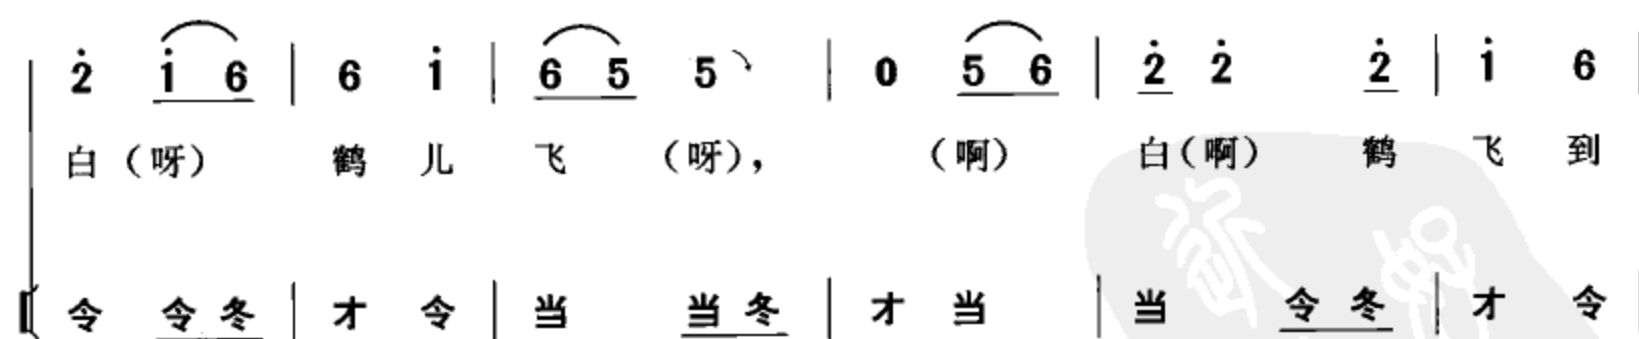 2̇ 1̇ 6 | 6 1̇ | 6 5 5 | 0 5 6 | 2̇ 2̇ 2̇ | 1̇ 6
白（呀） 鹤 儿 飞 （呀）， （啊） 白（啊） 鹤 飞 到
令 令 冬 | 才 令 | 当 当 冬 | 才 当 | 当 令 冬 | 才 令